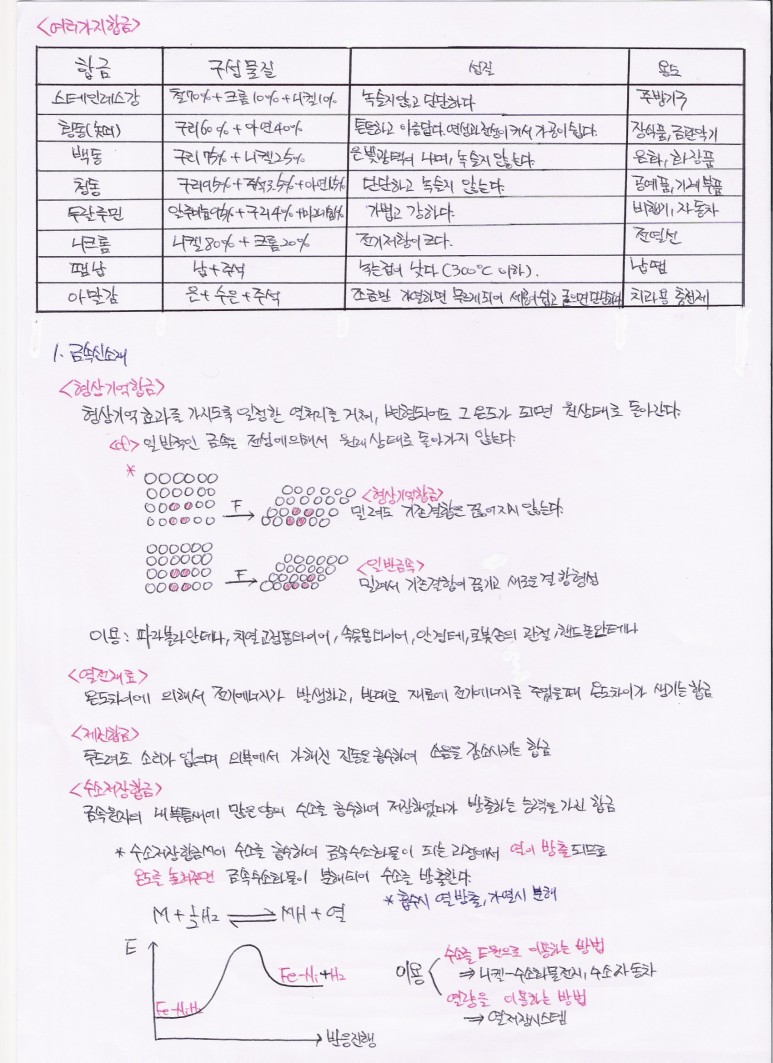 <여러가지합금>
합금 구성물질 성질 용도
스테인레스강 철70%+크롬10%+니켈10% 녹슬지않고 단단하다 주방기구
황동(놋쇠) 구리60%+아연40% 튼튼하고 아름답다. 연성과 전성이 커서 가공이 쉽다. 장식품, 금관악기
백동 구리75%+니켈25% 은빛광택이 나며, 녹슬지 않는다. 은화, 화장품
청동 구리95%+주석3.5%+아연1.5% 단단하고 녹슬지 않는다. 공예품, 기계부품
두랄루민 알루미늄95%+구리4%+마그네슘1% 가볍고 강하다. 비행기, 자동차
니크롬 니켈80%+크롬20% 전기저항이 크다. 전열선
땜납 납+주석 녹는점이 낮다(300℃ 이하). 납땜
아말감 은+수은+주석 조금만 가열하면 무르게되어 세공이 쉽고 굳으면 단단하다 치과용 충전제
1. 금속신소재
<형상기억합금>
형상기억 효과를 가지도록 일정한 열처리를 거쳐, 변형되어도 그 온도가 되면 원상태로 돌아간다.
<cf> 일반적인 금속은 전성에의해서 원래상태로 돌아가지 않는다.
*
F <형상기억합금>
밀려도 기존결합은 끊어지지 않는다.
F <일반금속>
밀려서 기존결합이 끊기고 새로운 결합형성
이용: 파라볼라안테나, 치열교정용와이어, 속옷용와이어, 안경테, 로봇손의 관절, 핸드폰안테나
<열전재료>
온도차이에 의해서 전기에너지가 발생하고, 반대로 재료에 전기에너지를 주었을때 온도차이가 생기는 합금
<제진합금>
두드려도 소리가 없으며 외부에서 가해진 진동을 흡수하여 소음을 감소시키는 합금
<수소저장합금>
금속원자의 내부틈새에 많은양의 수소를 흡수하여 저장하였다가 방출하는 능력을 가진 합금
* 수소저장합금M이 수소를 흡수하여 금속수소화물이 되는 과정에서 열이 방출되므로
온도를 높여주면 금속수소화물이 분해되어 수소를 방출한다.
* 흡수시 열방출, 가열시 분해
M + ½H₂ ⇌ MH + 열
E
Fe-Ni+H₂
Fe-NiH₂
반응진행
이용
수소를 E원으로 이용하는 방법
⇒ 니켈-수소화물전지, 수소자동차
열량을 이용하는 방법
⇒ 열저장시스템